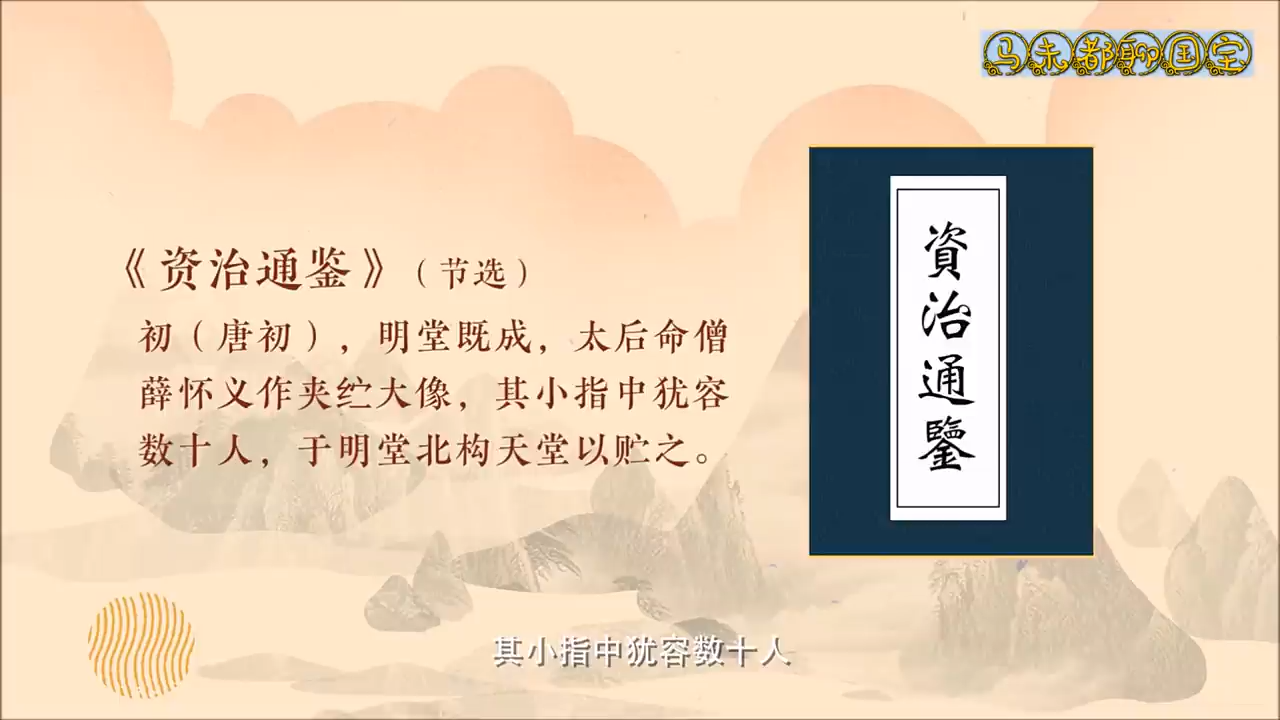 马未都聊国宝
《资治通鉴》（节选）
初（唐初），明堂既成，太后命僧
薛怀义作夹纻大像，其小指中犹容
数十人，于明堂北构天堂以贮之。
資治通鑒
其小指中犹容数十人